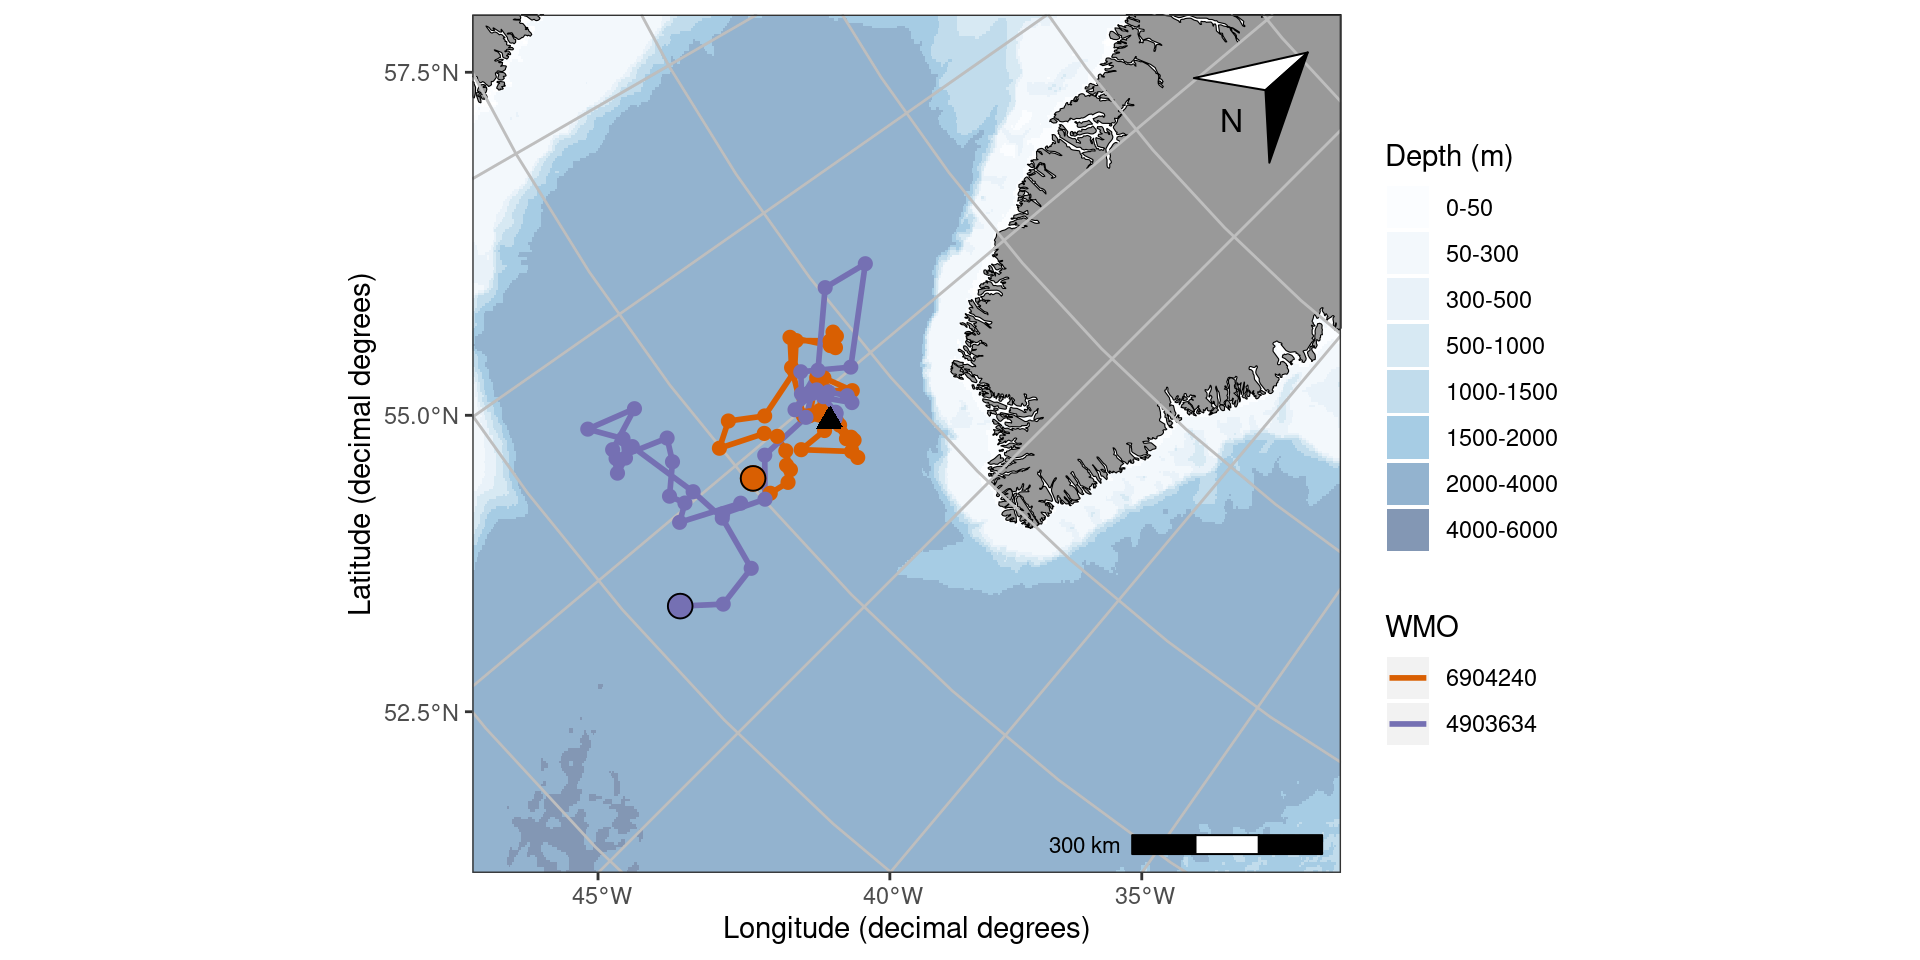 57.5°N
55.0°N
52.5°N
Latitude (decimal degrees)
N
300 km
45°W
40°W
35°W
Longitude (decimal degrees)
Depth (m)
0-50
50-300
300-500
500-1000
1000-1500
1500-2000
2000-4000
4000-6000
WMO
6904240
4903634